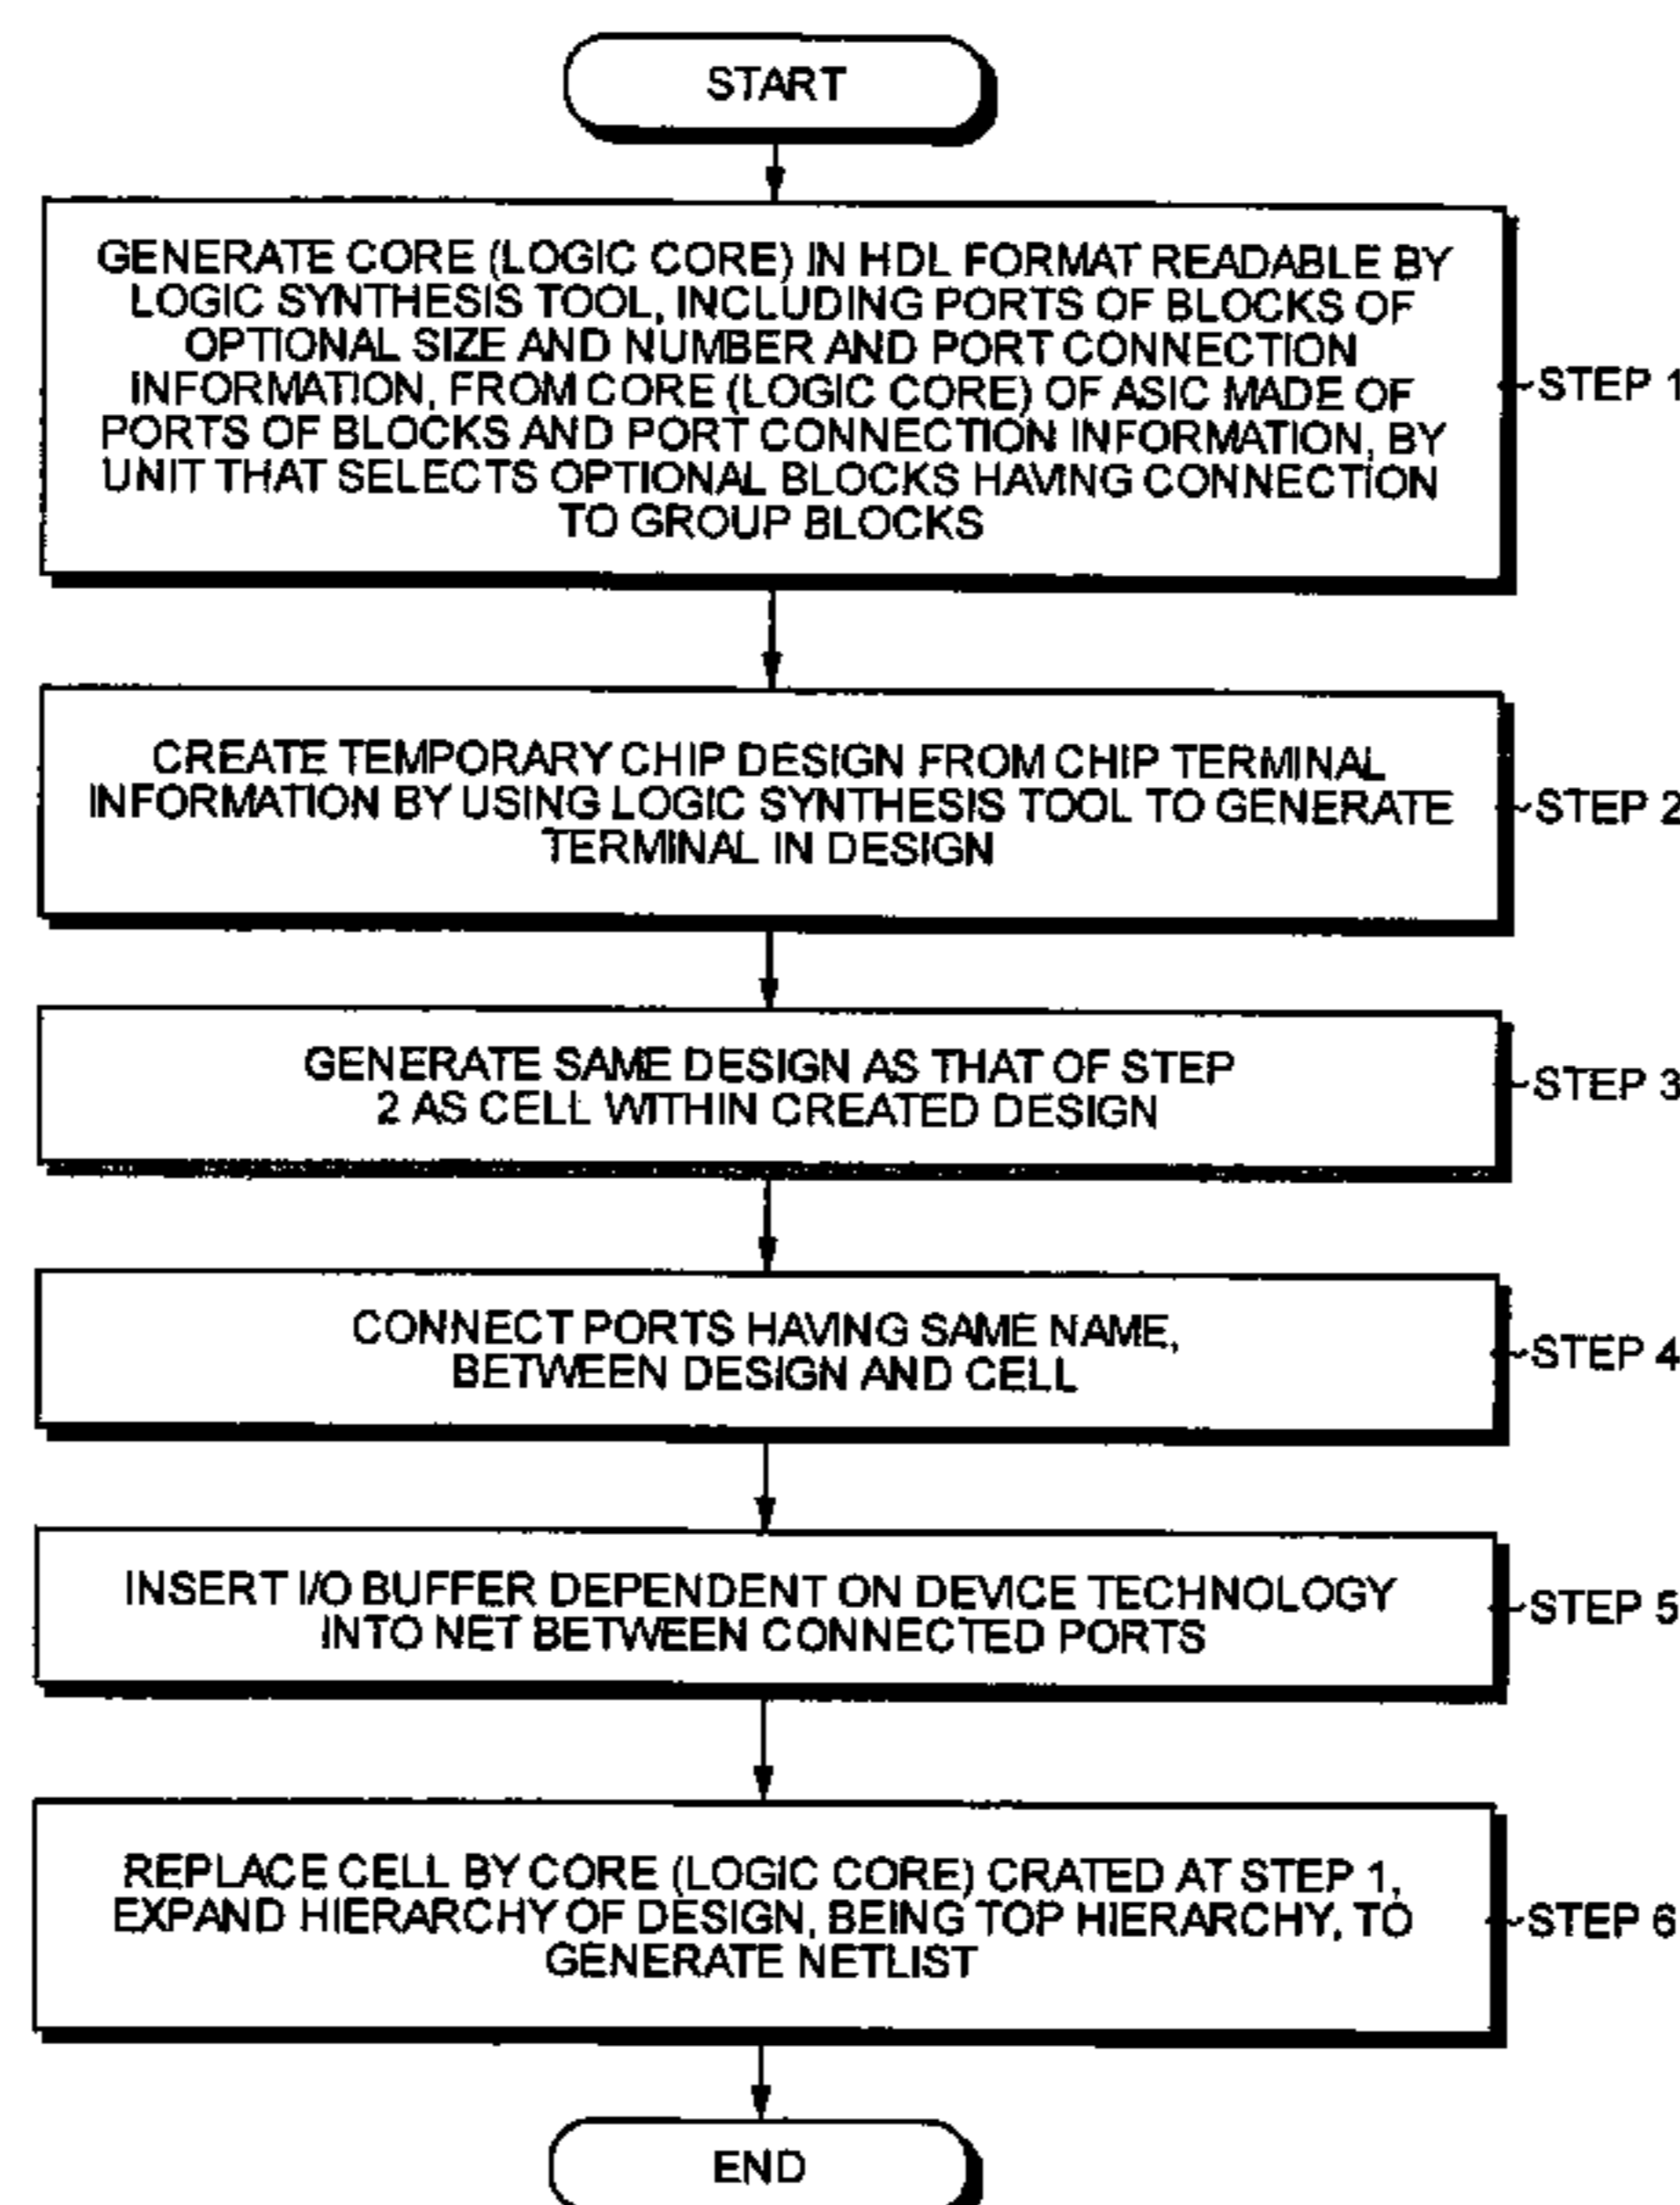 START
GENERATE CORE (LOGIC CORE) IN HDL FORMAT READABLE BY
LOGIC SYNTHESIS TOOL, INCLUDING PORTS OF BLOCKS OF
OPTIONAL SIZE AND NUMBER AND PORT CONNECTION
INFORMATION, FROM CORE (LOGIC CORE) OF ASIC MADE OF
PORTS OF BLOCKS AND PORT CONNECTION INFORMATION, BY
UNIT THAT SELECTS OPTIONAL BLOCKS HAVING CONNECTION
TO GROUP BLOCKS
STEP 1
CREATE TEMPORARY CHIP DESIGN FROM CHIP TERMINAL
INFORMATION BY USING LOGIC SYNTHESIS TOOL TO GENERATE
TERMINAL IN DESIGN
STEP 2
GENERATE SAME DESIGN AS THAT OF STEP
2 AS CELL WITHIN CREATED DESIGN
STEP 3
CONNECT PORTS HAVING SAME NAME,
BETWEEN DESIGN AND CELL
STEP 4
INSERT I/O BUFFER DEPENDENT ON DEVICE TECHNOLOGY
INTO NET BETWEEN CONNECTED PORTS
STEP 5
REPLACE CELL BY CORE (LOGIC CORE) CRATED AT STEP 1,
EXPAND HIERARCHY OF DESIGN, BEING TOP HIERARCHY, TO
GENERATE NETLIST
STEP 6
END